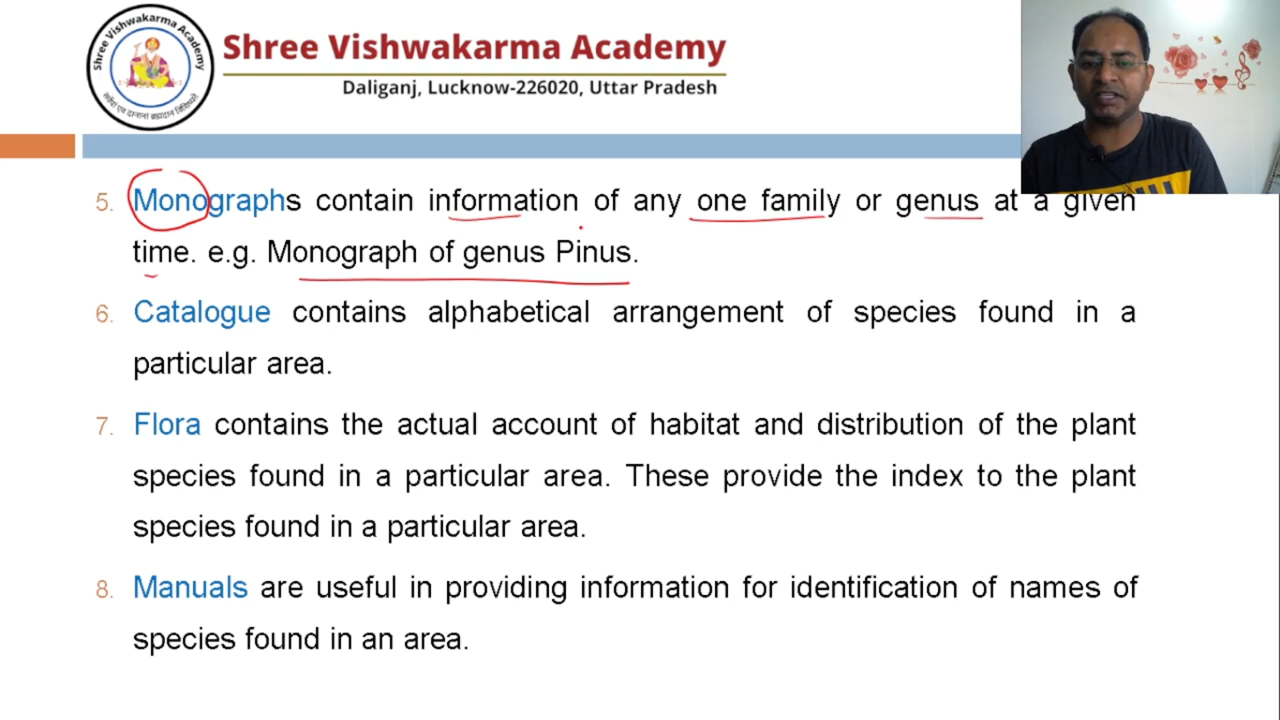 Shree Vishwakarma Academy
Shree Vishwakarma Academy
Daliganj, Lucknow-226020, Uttar Pradesh
5. Monographs contain information of any one family or genus at a given
time. e.g. Monograph of genus Pinus.
6. Catalogue contains alphabetical arrangement of species found in a
particular area.
7. Flora contains the actual account of habitat and distribution of the plant
species found in a particular area. These provide the index to the plant
species found in a particular area.
8. Manuals are useful in providing information for identification of names of
species found in an area.